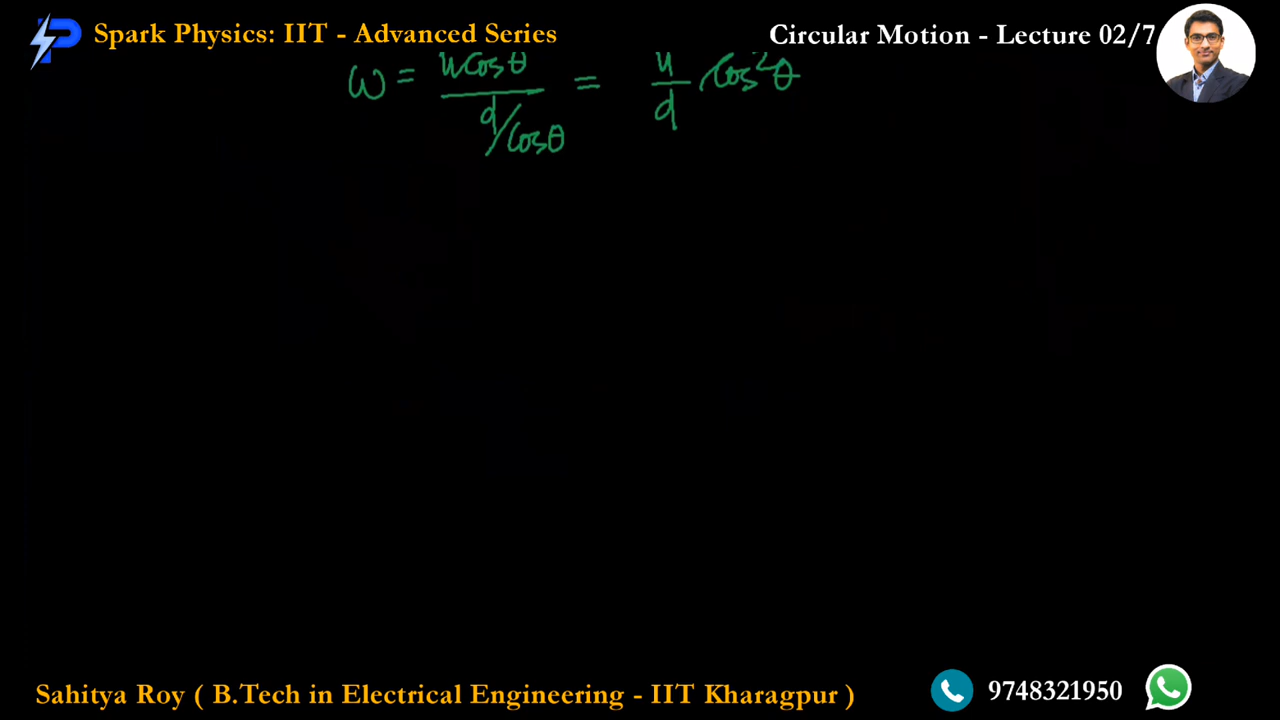 Spark Physics: IIT - Advanced Series
Circular Motion - Lecture 02/7
ω = u cosθ / (d/cosθ) = u/d cos²θ
Sahitya Roy ( B.Tech in Electrical Engineering - IIT Kharagpur )
9748321950